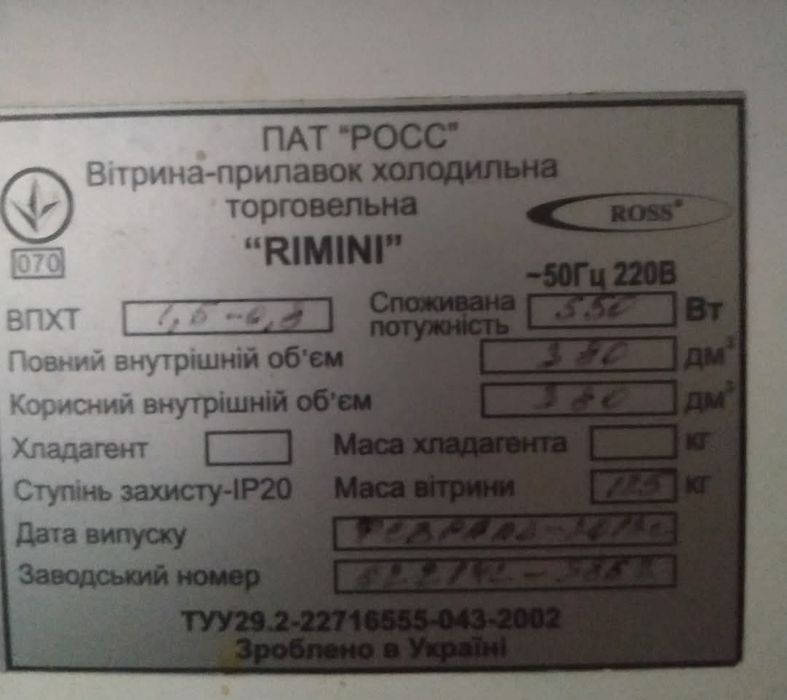 ПАТ "РОСС"
Вітрина-прилавок холодильна
торговельна
ROSS®
"RIMINI"
070
~50Гц 220В
ВПХТ Споживана потужність 550 Вт
Повний внутрішній об'єм 380 дм³
Корисний внутрішній об'єм 380 дм³
Хладагент Маса хладагента кг
Ступінь захисту-IP20 Маса вітрини 125 кг
Дата випуску
Заводський номер
ТУУ29.2-22716555-043-2002
Зроблено в Україні